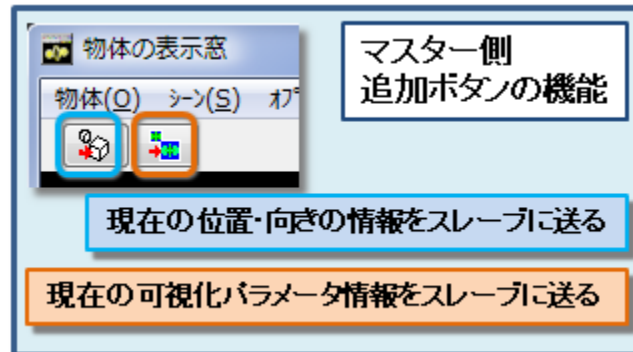 物体の表示窓
マスター側
追加ボタンの機能
物体(O) シーン(S) オプ
現在の位置・向きの情報をスレーブに送る
現在の可視化パラメータ情報をスレーブに送る